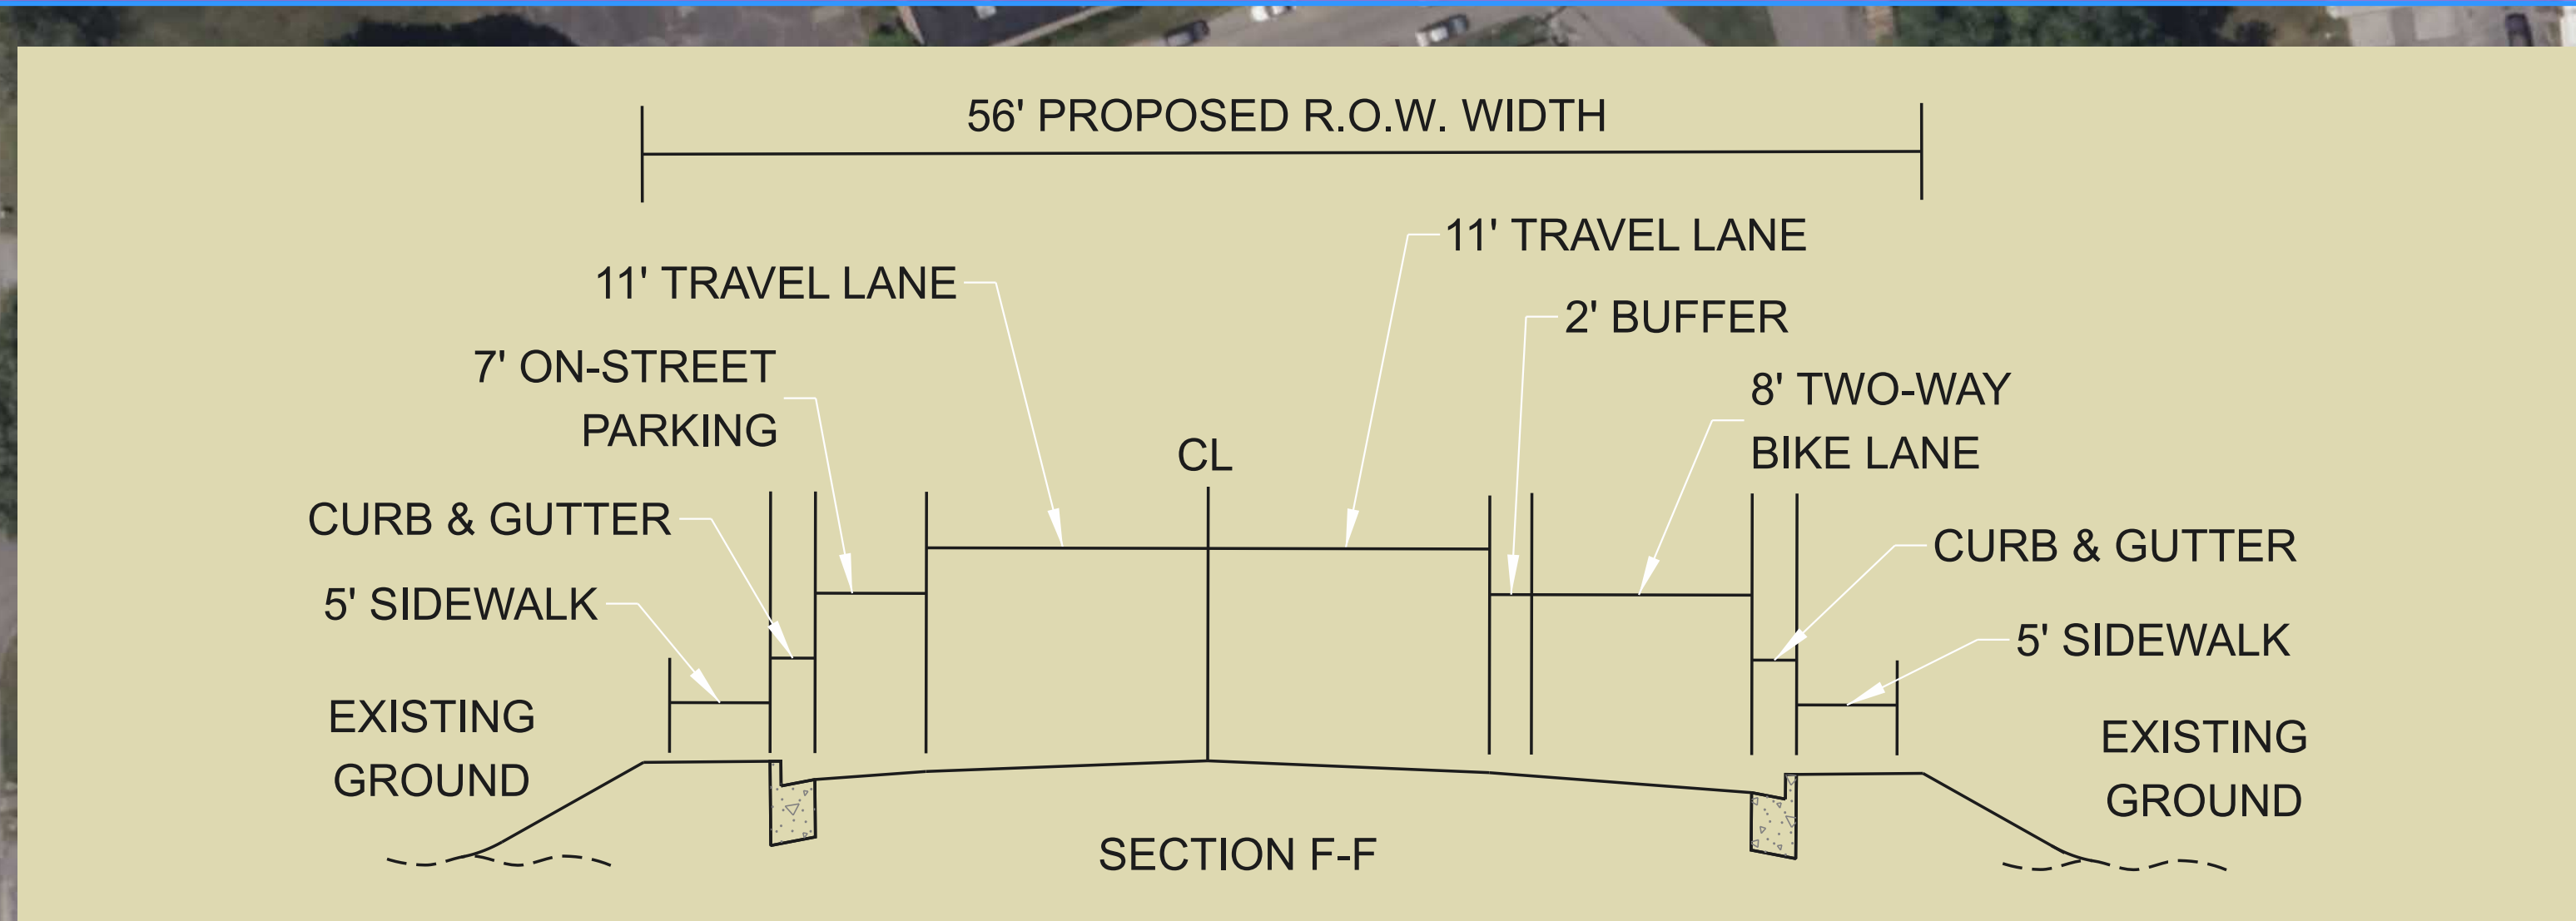 56' PROPOSED R.O.W. WIDTH
11' TRAVEL LANE
11' TRAVEL LANE
2' BUFFER
7' ON-STREET
PARKING
8' TWO-WAY
BIKE LANE
CL
CURB & GUTTER
CURB & GUTTER
5' SIDEWALK
5' SIDEWALK
EXISTING
GROUND
EXISTING
GROUND
SECTION F-F